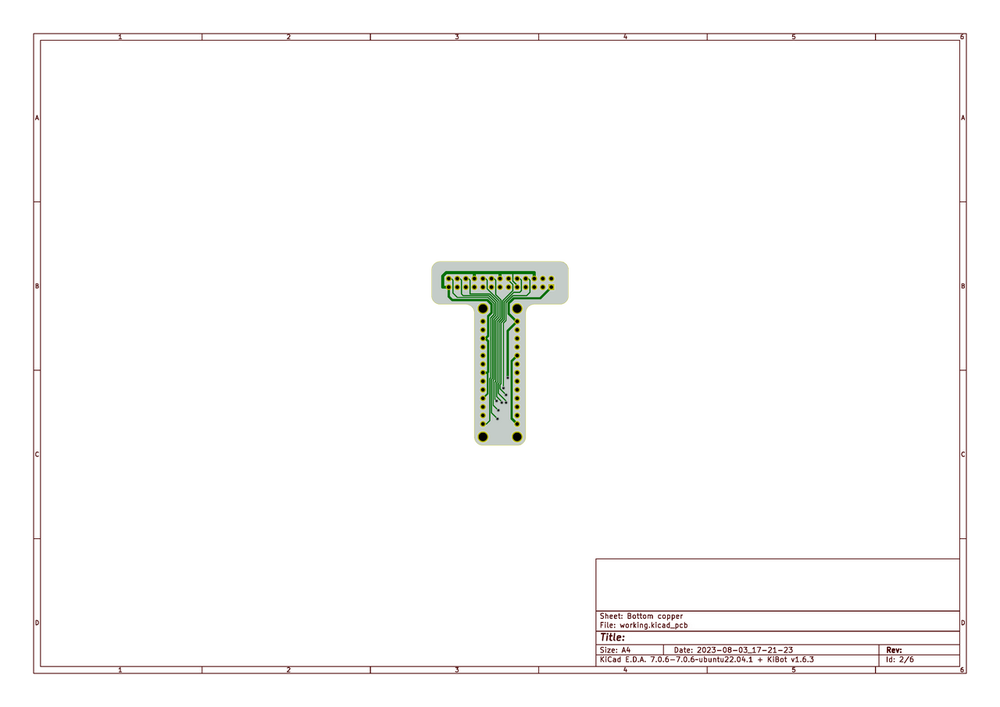 1 2 3 4 5 6
A A
B B
C C
D D
Sheet: Bottom copper
File: working.kicad_pcb
Title:
Size: A4 Date: 2023-08-03_17-21-23 Rev:
KiCad E.D.A. 7.0.6-7.0.6-ubuntu22.04.1 + KiBot v1.6.3 Id: 2/6
1 2 3 4 5 6